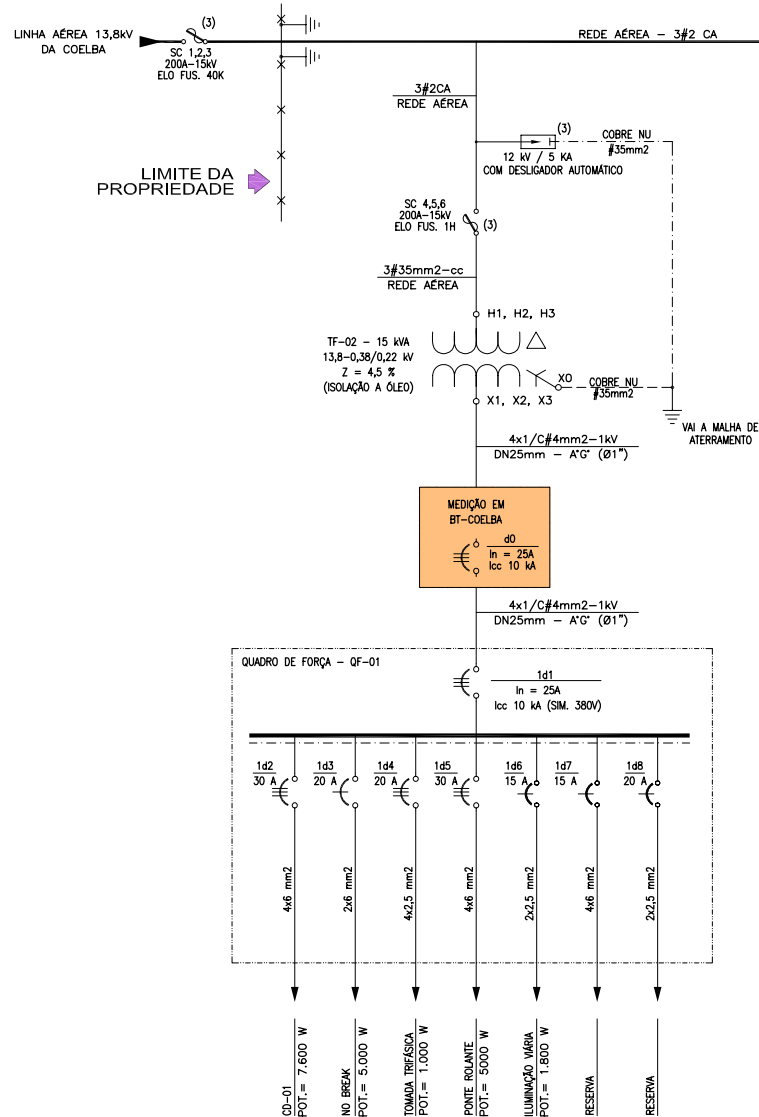 LINHA AÉREA 13,8kV
DA COELBA
(3)
SC 1,2,3
200A-15kV
ELO FUS. 40K
REDE AÉREA - 3#2 CA
3#2CA
REDE AÉREA
LIMITE DA
PROPRIEDADE
(3)
12 kV / 5 KA
COM DESLIGADOR AUTOMÁTICO
COBRE NU
#35mm2
SC 4,5,6
200A-15kV
ELO FUS. 1H
(3)
3#35mm2-cc
REDE AÉREA
H1, H2, H3
TF-02 - 15 kVA
13,8-0,38/0,22 kV
Z = 4,5 %
(ISOLAÇÃO A ÓLEO)
X0
COBRE NU
#35mm2
X1, X2, X3
VAI A MALHA DE
ATERRAMENTO
4x1/C#4mm2-1kV
DN25mm - A"G" (Ø1")
MEDIÇÃO EM
BT-COELBA
d0
In = 25A
Icc 10 kA
4x1/C#4mm2-1kV
DN25mm - A"G" (Ø1")
QUADRO DE FORÇA - QF-01
1d1
In = 25A
Icc 10 kA (SIM. 380V)
1d2
30 A
1d3
20 A
1d4
20 A
1d5
30 A
1d6
15 A
1d7
15 A
1d8
20 A
4x6 mm2
2x6 mm2
4x2,5 mm2
4x6 mm2
2x2,5 mm2
4x6 mm2
2x2,5 mm2
CD-01
POT.= 7.600 W
NO BREAK
POT.= 5.000 W
TOMADA TRIFÁSICA
POT.= 1.000 W
PONTE ROLANTE
POT.= 5000 W
ILUMINAÇÃO VIÁRIA
POT.= 1.800 W
RESERVA
RESERVA